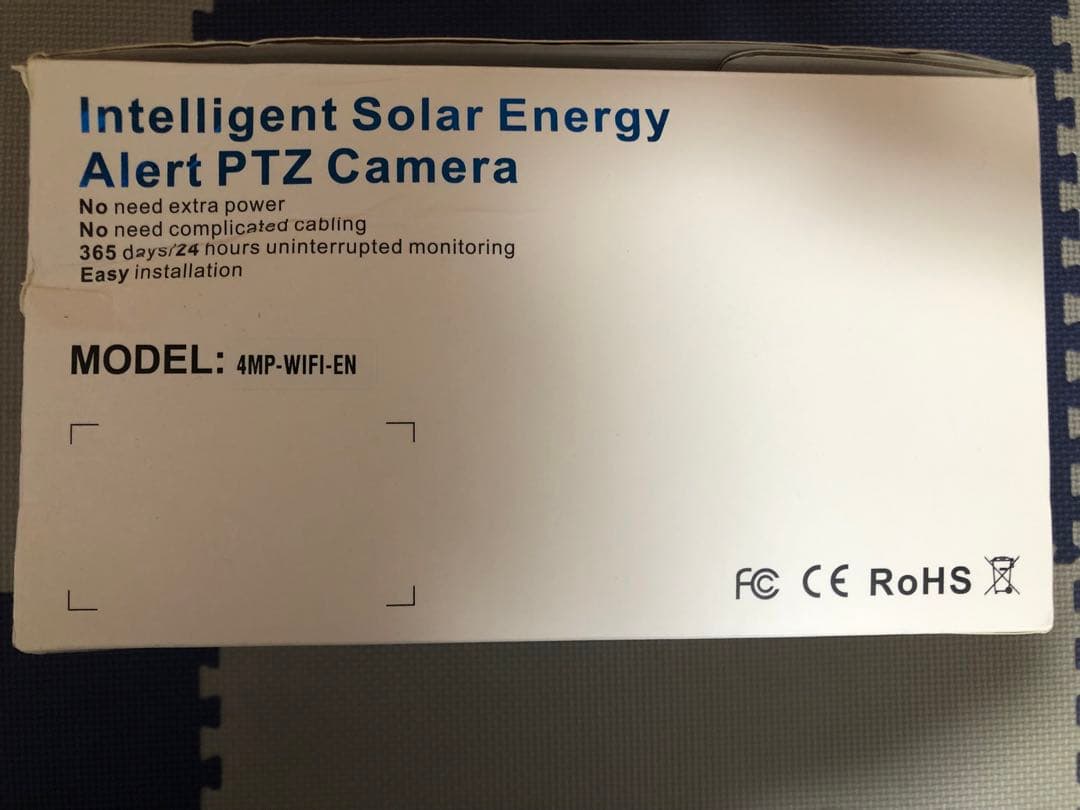 Intelligent Solar Energy
Alert PTZ Camera
No need extra power
No need complicated cabling
365 days/24 hours uninterrupted monitoring
Easy installation
MODEL: 4MP-WIFI-EN
FC CE RoHS